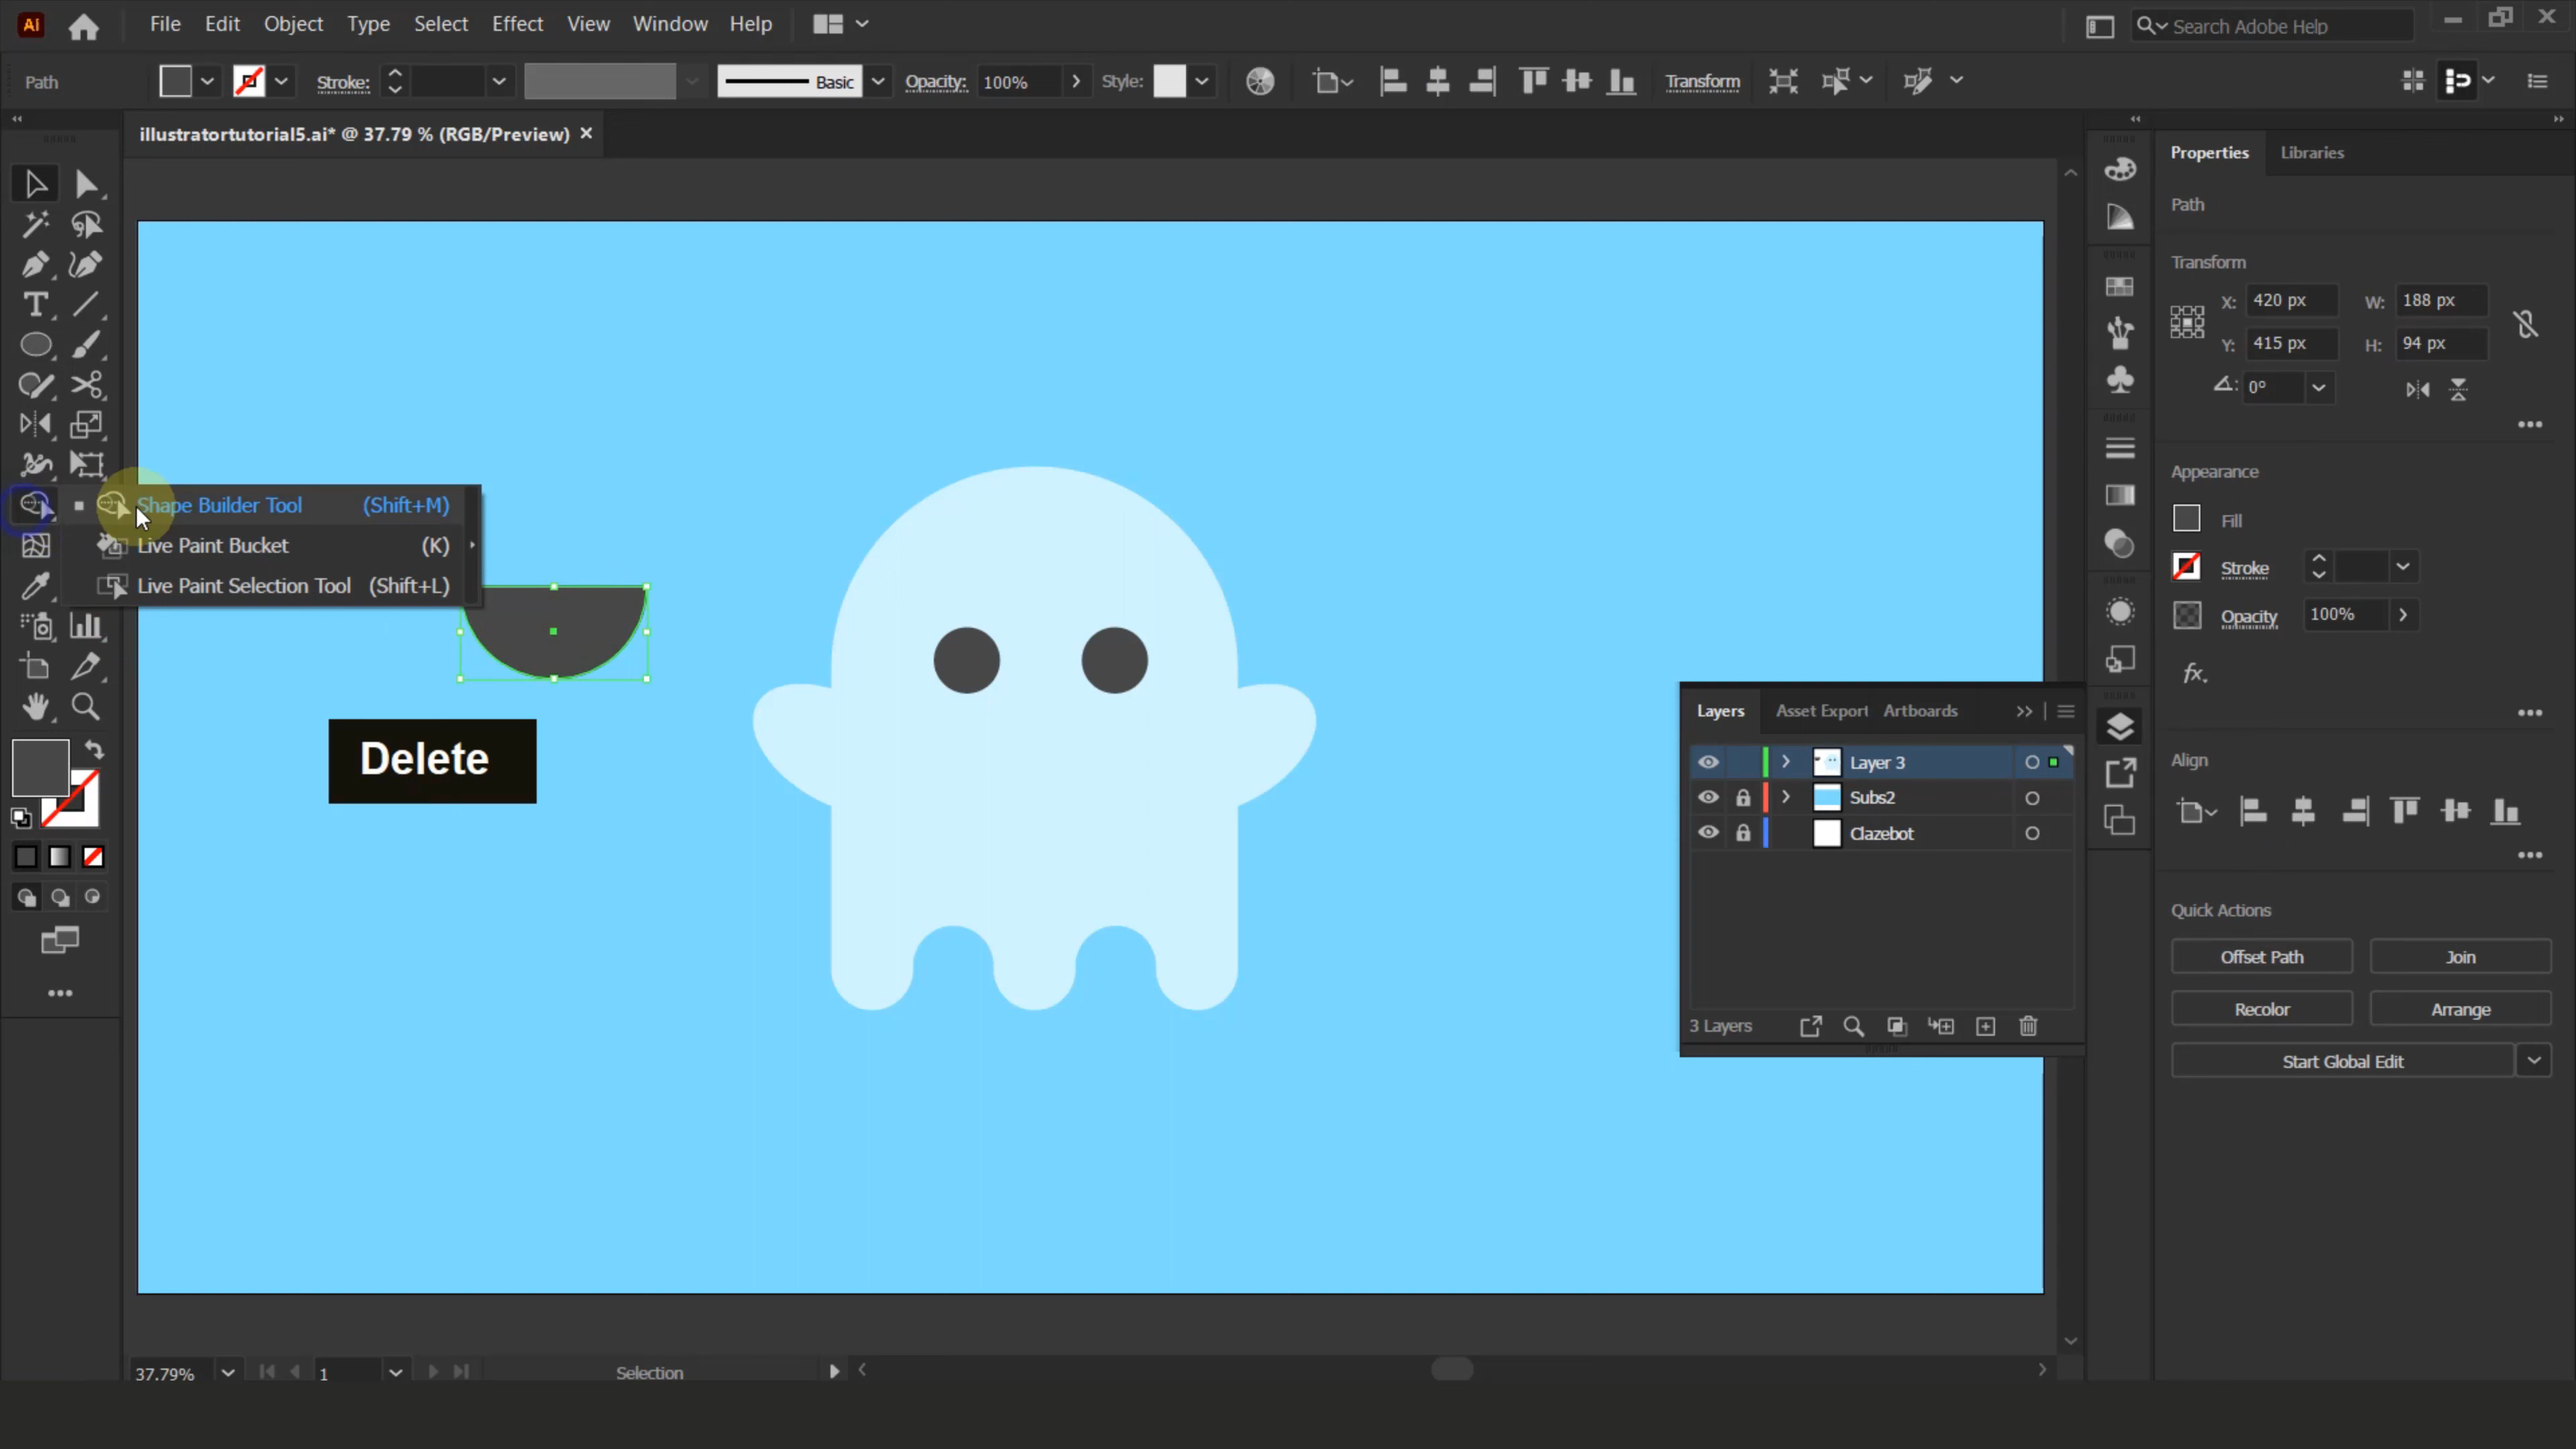 Ai File Edit Object Type Select Effect View Window Help Search Adobe Help
Path Stroke: Basic Opacity: 100% Style: Transform
illustratortutorial5.ai* @ 37.79 % (RGB/Preview)
Properties Libraries
Path
Transform
X: 420 px W: 188 px
Y: 415 px H: 94 px
0°
Appearance
Fill
Stroke
Opacity 100%
fx.
Align
Quick Actions
Offset Path Join
Recolor Arrange
Start Global Edit
Shape Builder Tool (Shift+M)
Live Paint Bucket (K)
Live Paint Selection Tool (Shift+L)
Delete
Layers Asset Export Artboards
Layer 3
Subs2
Clazebot
3 Layers
37.79% 1 Selection